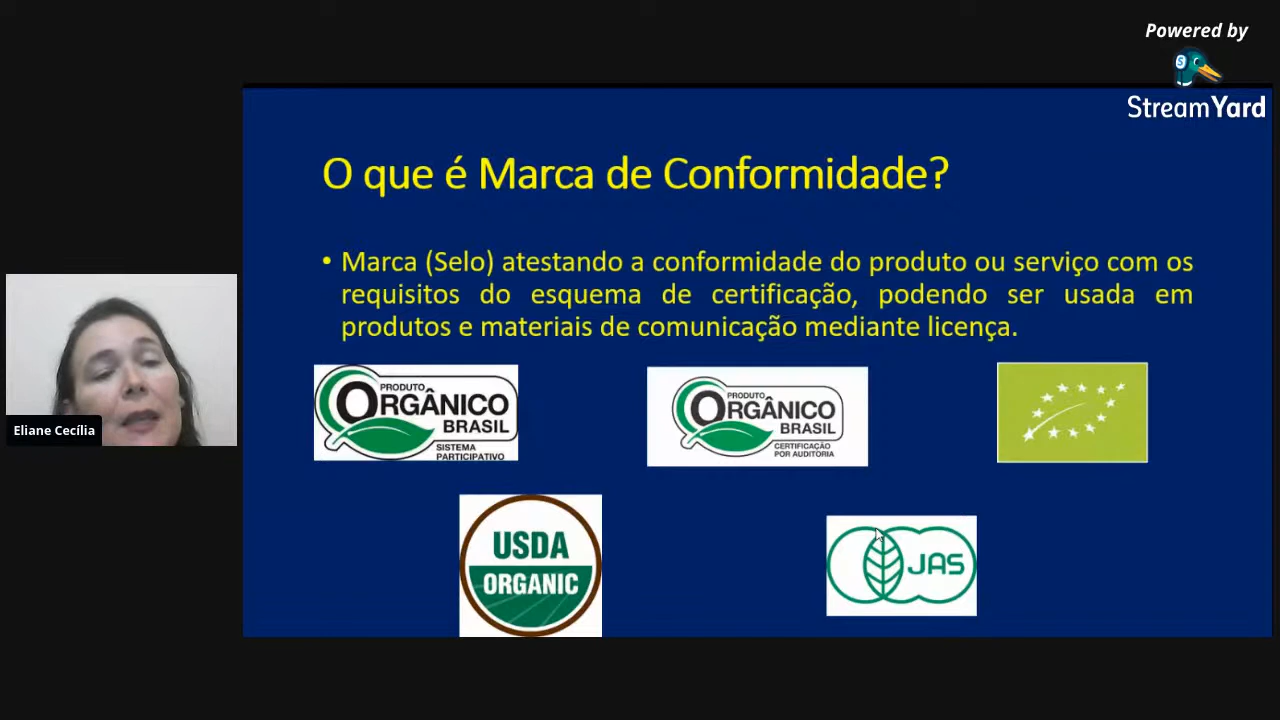 Powered by
S
StreamYard
O que é Marca de Conformidade?
• Marca (Selo) atestando a conformidade do produto ou serviço com os
requisitos do esquema de certificação, podendo ser usada em
produtos e materiais de comunicação mediante licença.
Eliane Cecília
PRODUTO
ORGÂNICO
BRASIL
SISTEMA
PARTICIPATIVO
PRODUTO
ORGÂNICO
BRASIL
CERTIFICAÇÃO
POR AUDITORIA
USDA
ORGANIC
JAS